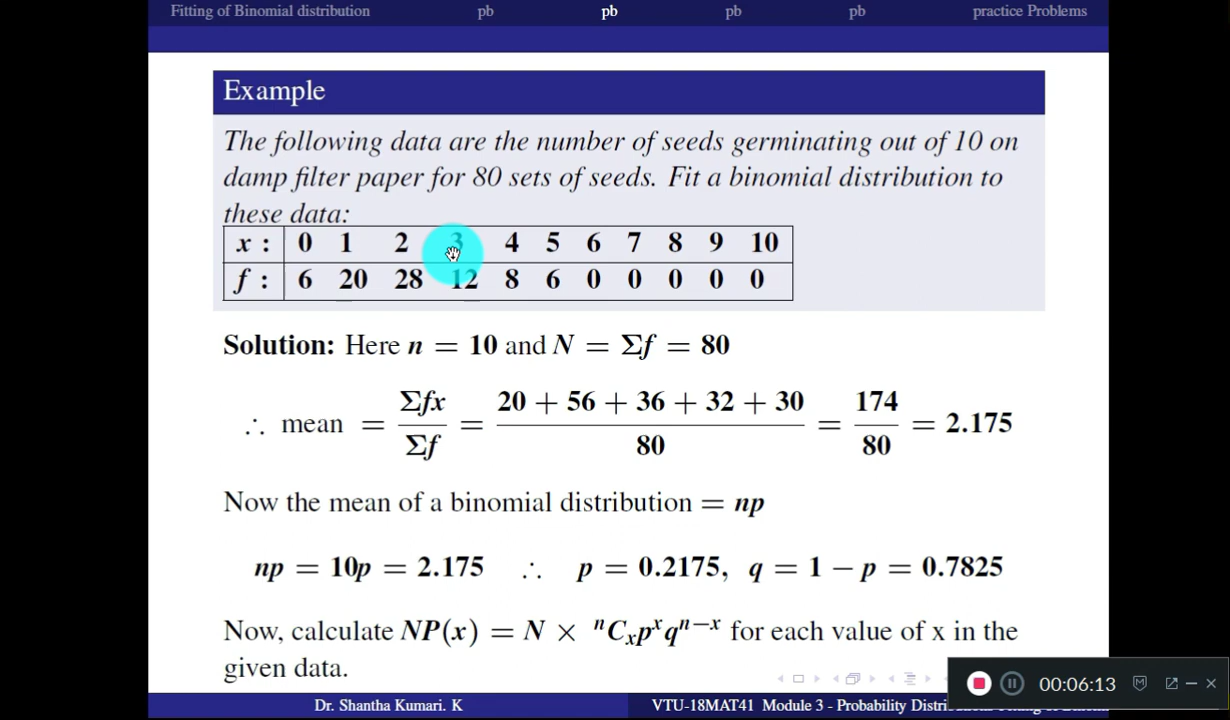 Fitting of Binomial distribution pb pb pb pb practice Problems
Example
The following data are the number of seeds germinating out of 10 on
damp filter paper for 80 sets of seeds. Fit a binomial distribution to
these data:
x : 0 1 2 3 4 5 6 7 8 9 10
f : 6 20 28 12 8 6 0 0 0 0 0
Solution: Here n = 10 and N = Σf = 80
∴ mean = Σfx / Σf = 20 + 56 + 36 + 32 + 30 / 80 = 174 / 80 = 2.175
Now the mean of a binomial distribution = np
np = 10p = 2.175 ∴ p = 0.2175, q = 1 − p = 0.7825
Now, calculate NP(x) = N × ⁿCₓpˣqⁿ⁻ˣ for each value of x in the
given data.
00:06:13
Dr. Shantha Kumari. K VTU-18MAT41 Module 3 - Probability